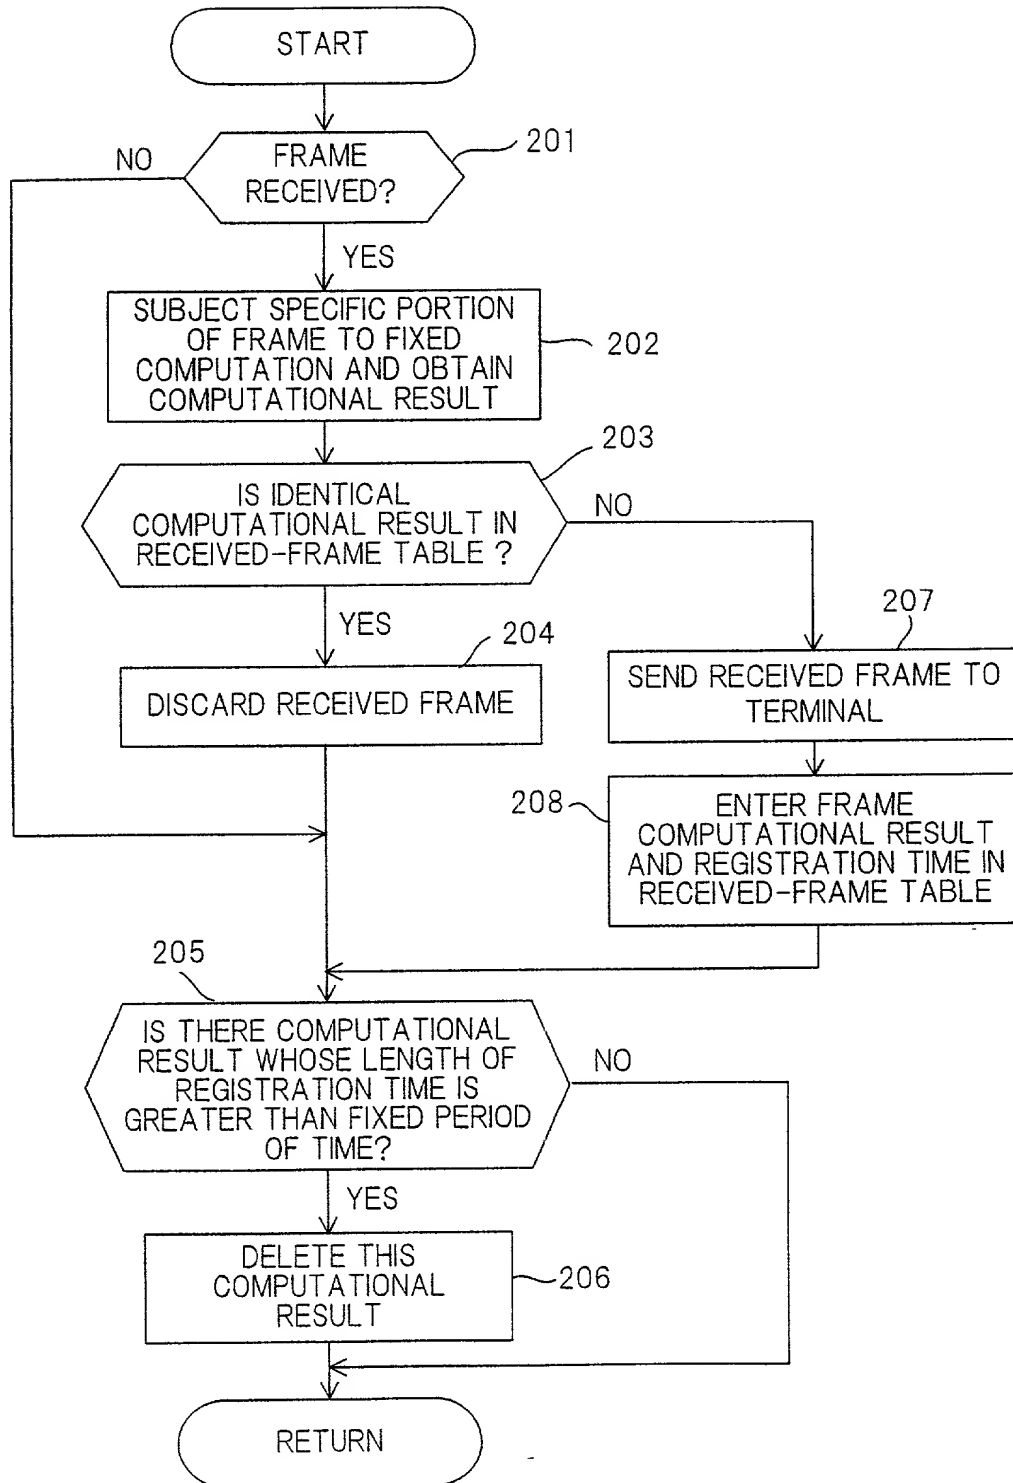 START
201
NO
FRAME
RECEIVED?
YES
SUBJECT SPECIFIC PORTION
OF FRAME TO FIXED
COMPUTATION AND OBTAIN
COMPUTATIONAL RESULT
202
203
IS IDENTICAL
COMPUTATIONAL RESULT IN
RECEIVED-FRAME TABLE ?
NO
YES
204
DISCARD RECEIVED FRAME
207
SEND RECEIVED FRAME TO
TERMINAL
208
ENTER FRAME
COMPUTATIONAL RESULT
AND REGISTRATION TIME IN
RECEIVED-FRAME TABLE
205
IS THERE COMPUTATIONAL
RESULT WHOSE LENGTH OF
REGISTRATION TIME IS
GREATER THAN FIXED PERIOD
OF TIME?
NO
YES
DELETE THIS
COMPUTATIONAL
RESULT
206
RETURN